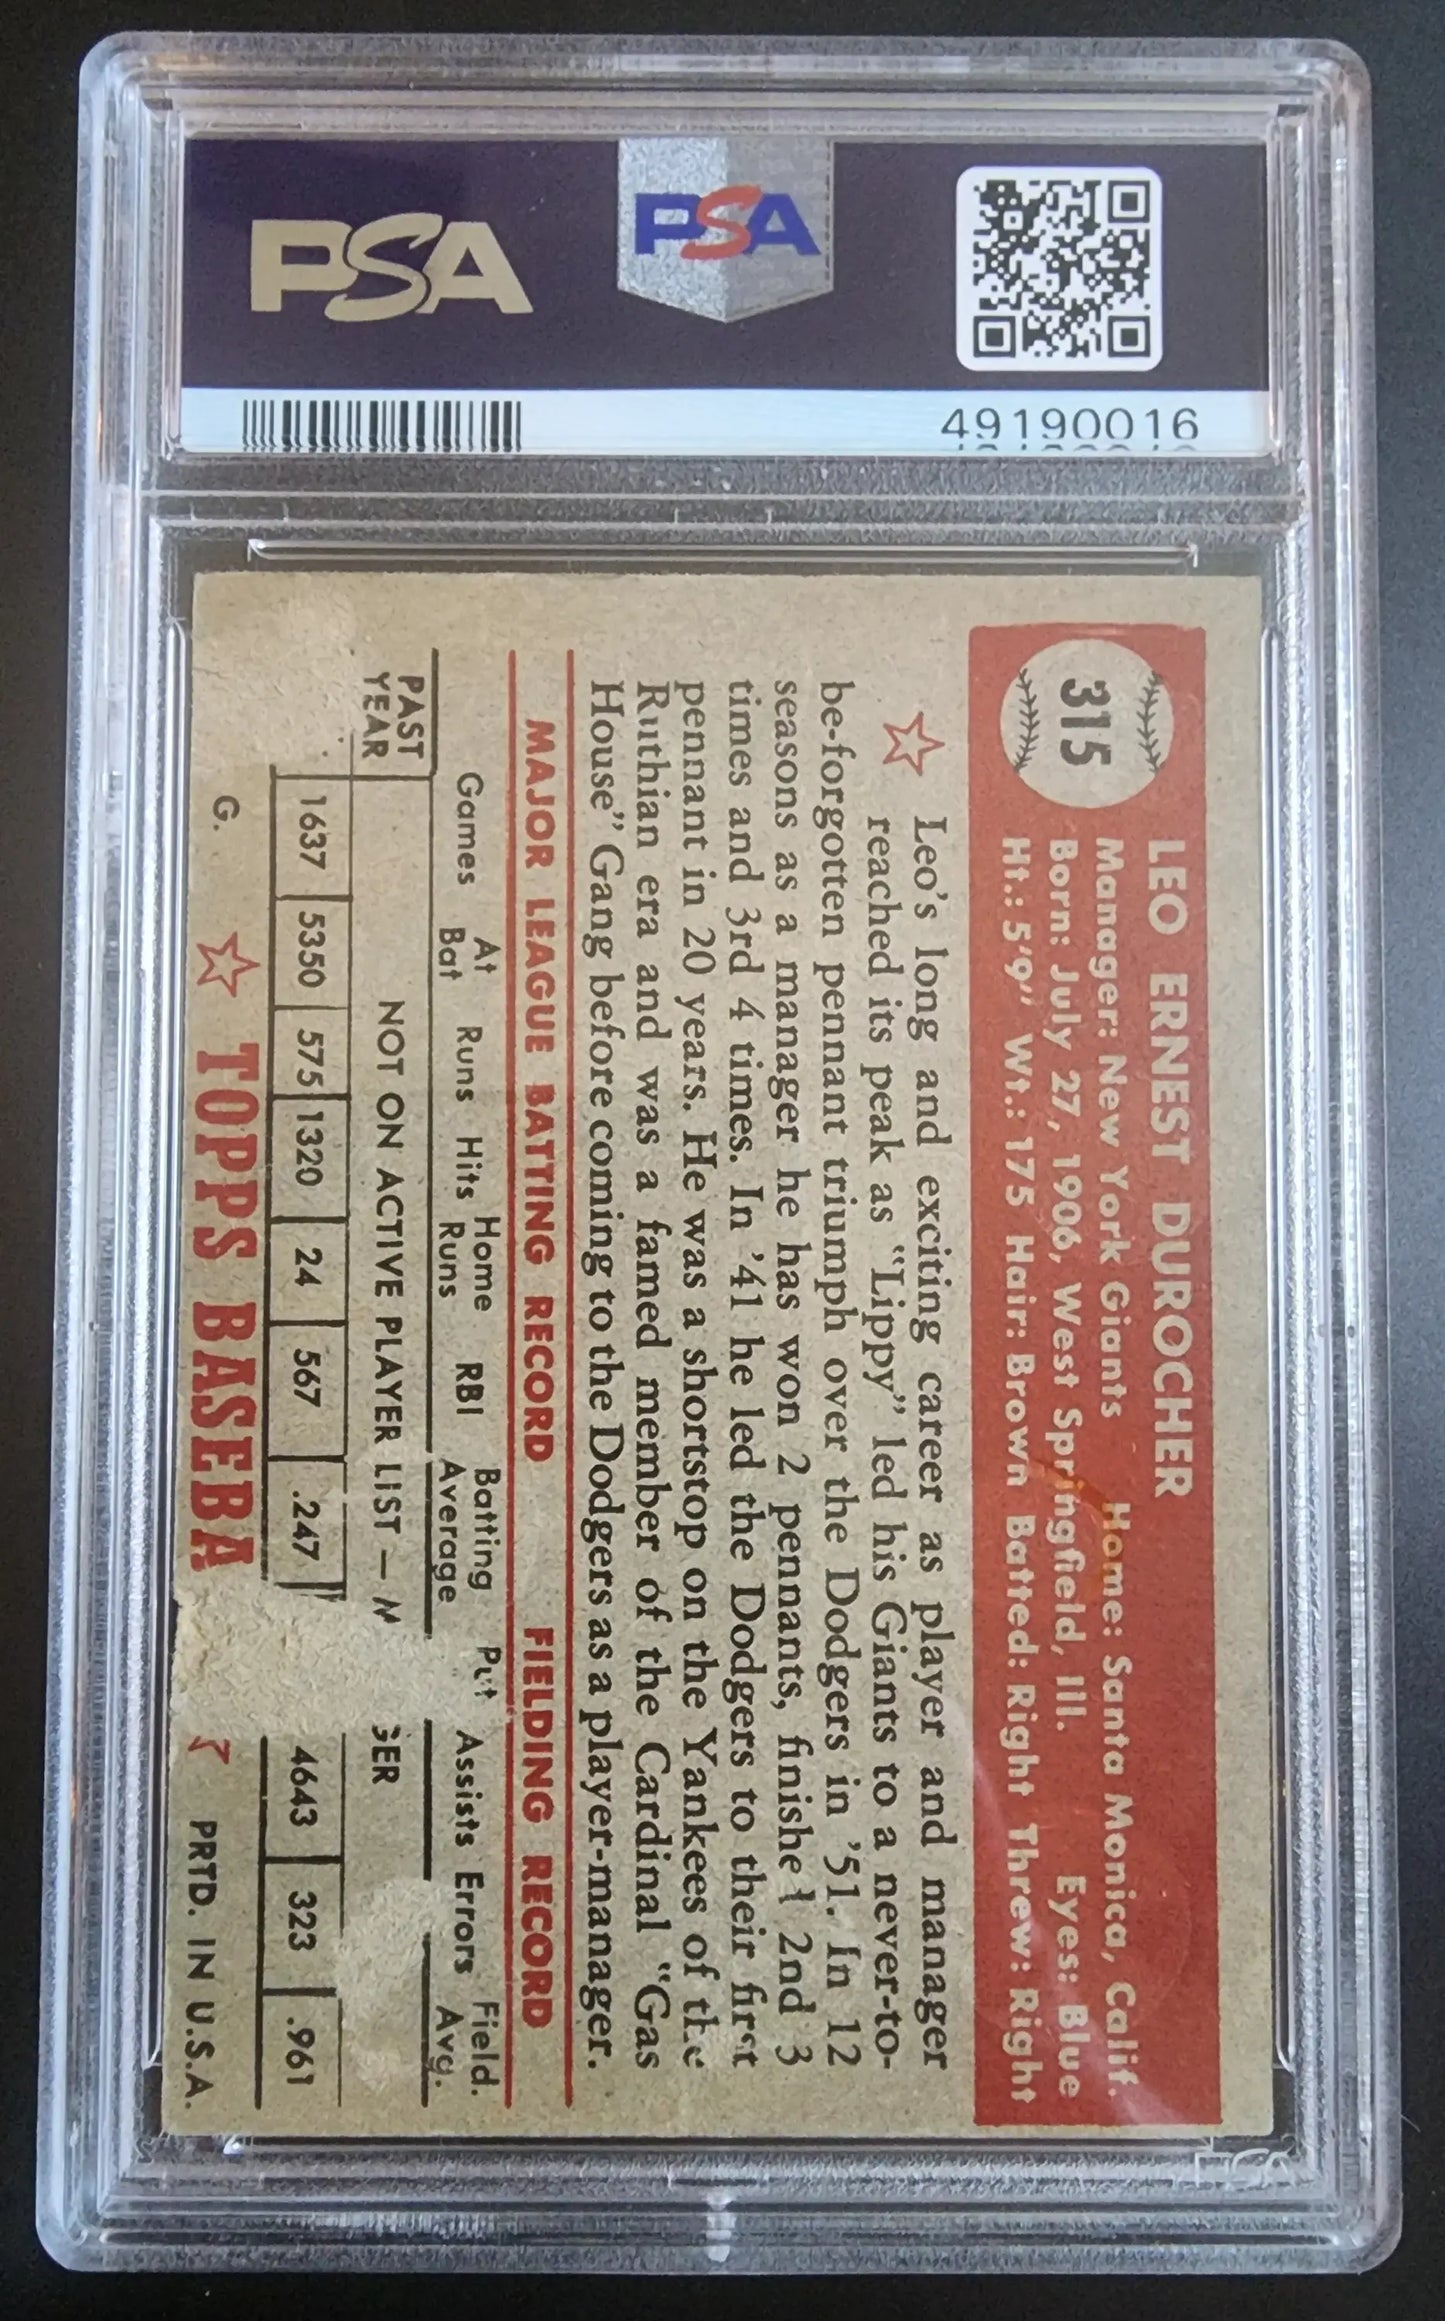 PSA
PSA
49190016
315
LEO ERNEST DUROCHER
Manager: New York Giants Home: Santa Monica, Calif.
Born: July 27, 1906, West Springfield, Ill. Eyes: Blue
Ht.: 5'9" Wt.: 175 Hair: Brown Batted: Right Threw: Right
Leo's long and exciting career as player and manager
reached its peak as "Lippy" led his Giants to a never-to-
be-forgotten pennant triumph over the Dodgers in '51. In 12
seasons as a manager he has won 2 pennants, finished 2nd 3
times and 3rd 4 times. In '41 he led the Dodgers to their first
pennant in 20 years. He was a shortstop on the Yankees of the
Ruthian era and was a famed member of the Cardinal "Gas
House" Gang before coming to the Dodgers as a player-manager.
MAJOR LEAGUE BATTING RECORD FIELDING RECORD
Games At Bat Runs Hits Home Runs RBI Batting Average Put Assists Errors Field. Avg.
PAST YEAR NOT ON ACTIVE PLAYER LIST — GER
1637 5350 575 1320 24 567 .247 4643 323 .961
G. TOPPS BASEBA PRTD. IN U.S.A.